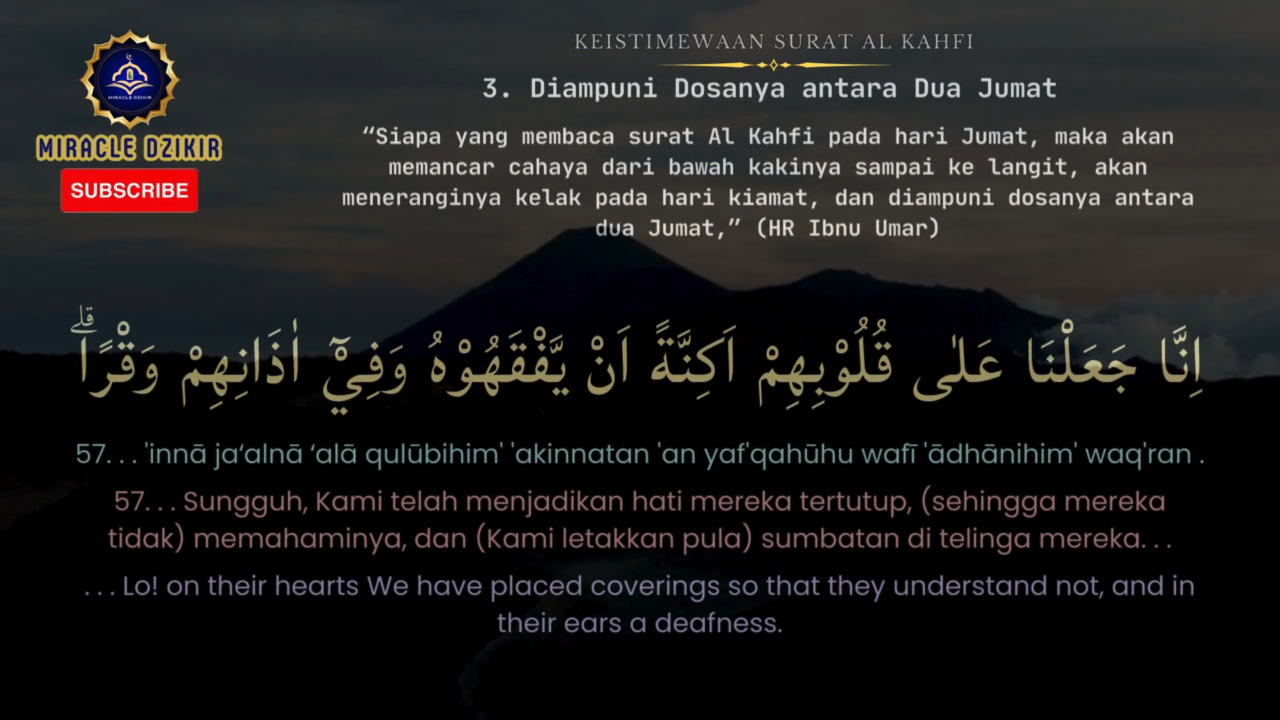 KEISTIMEWAAN SURAT AL KAHFI
3. Diampuni Dosanya antara Dua Jumat
“Siapa yang membaca surat Al Kahfi pada hari Jumat, maka akan
memancar cahaya dari bawah kakinya sampai ke langit, akan
meneranginya kelak pada hari kiamat, dan diampuni dosanya antara
dua Jumat,” (HR Ibnu Umar)
MIRACLE DZIKIR
MIRACLE DZIKIR
SUBSCRIBE
اِنَّا جَعَلْنَا عَلٰى قُلُوْبِهِمْ اَكِنَّةً اَنْ يَّفْقَهُوْهُ وَفِيْٓ اٰذَانِهِمْ وَقْرًاۗ
57. . . 'innā ja‘alnā ‘alā qulūbihim' 'akinnatan 'an yaf'qahūhu wafī 'ādhānihim' waq'ran .
57. . . Sungguh, Kami telah menjadikan hati mereka tertutup, (sehingga mereka
tidak) memahaminya, dan (Kami letakkan pula) sumbatan di telinga mereka. . .
. . . Lo! on their hearts We have placed coverings so that they understand not, and in
their ears a deafness.